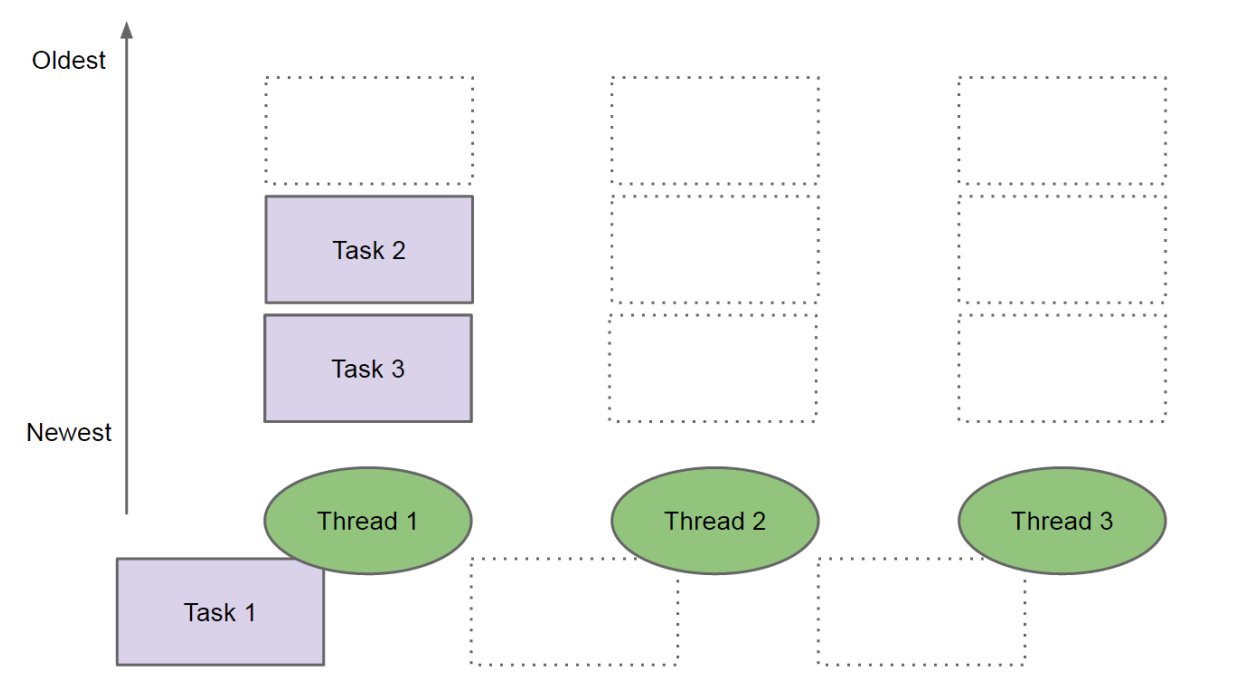 Oldest
Task 2
Task 3
Newest
Thread 1
Thread 2
Thread 3
Task 1